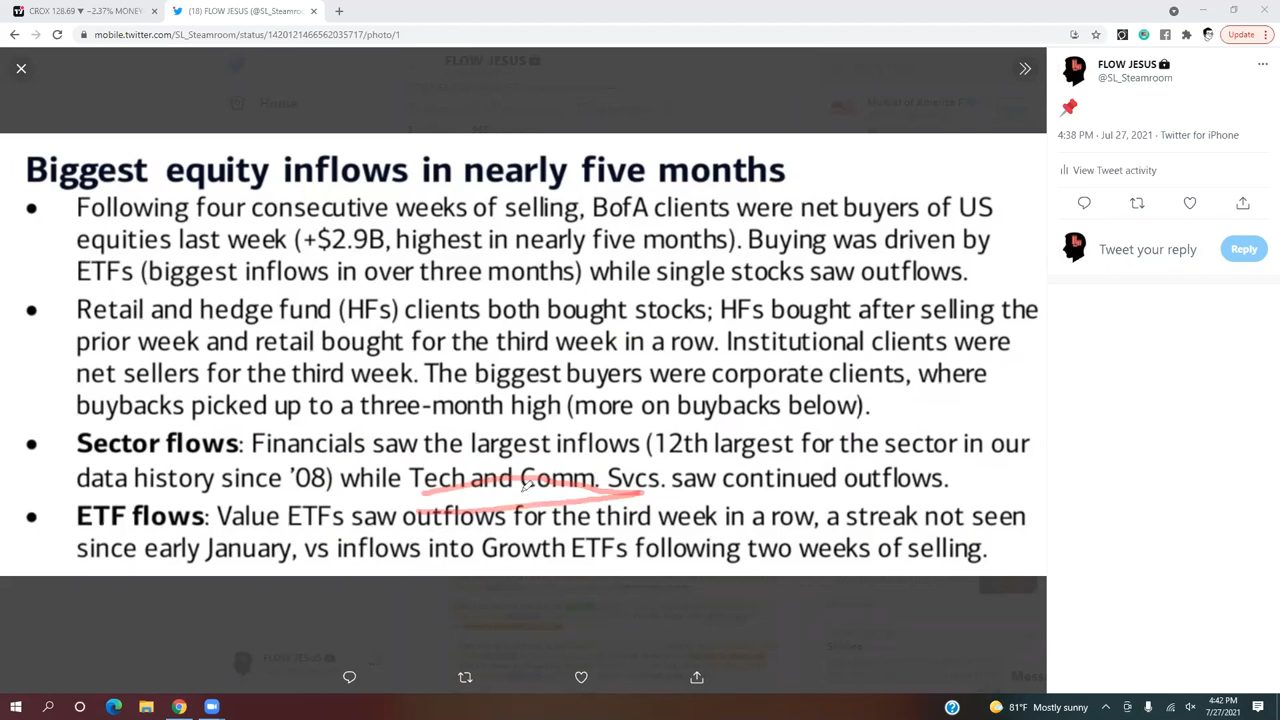 CROX 128.69 ▼ −2.37% MONEY
(18) FLOW JESUS (@SL_Steamroom
mobile.twitter.com/SL_Steamroom/status/1420121466562035717/photo/1
Update
FLOW JESUS
Home
FLOW JESUS
@SL_Steamroom
4:38 PM · Jul 27, 2021 · Twitter for iPhone
View Tweet activity
Tweet your reply
Reply
Biggest equity inflows in nearly five months
• Following four consecutive weeks of selling, BofA clients were net buyers of US
equities last week (+$2.9B, highest in nearly five months). Buying was driven by
ETFs (biggest inflows in over three months) while single stocks saw outflows.
• Retail and hedge fund (HFs) clients both bought stocks; HFs bought after selling the
prior week and retail bought for the third week in a row. Institutional clients were
net sellers for the third week. The biggest buyers were corporate clients, where
buybacks picked up to a three-month high (more on buybacks below).
• Sector flows: Financials saw the largest inflows (12th largest for the sector in our
data history since ’08) while Tech and Comm. Svcs. saw continued outflows.
• ETF flows: Value ETFs saw outflows for the third week in a row, a streak not seen
since early January, vs inflows into Growth ETFs following two weeks of selling.
FLOW JESUS
81°F Mostly sunny
4:42 PM
7/27/2021